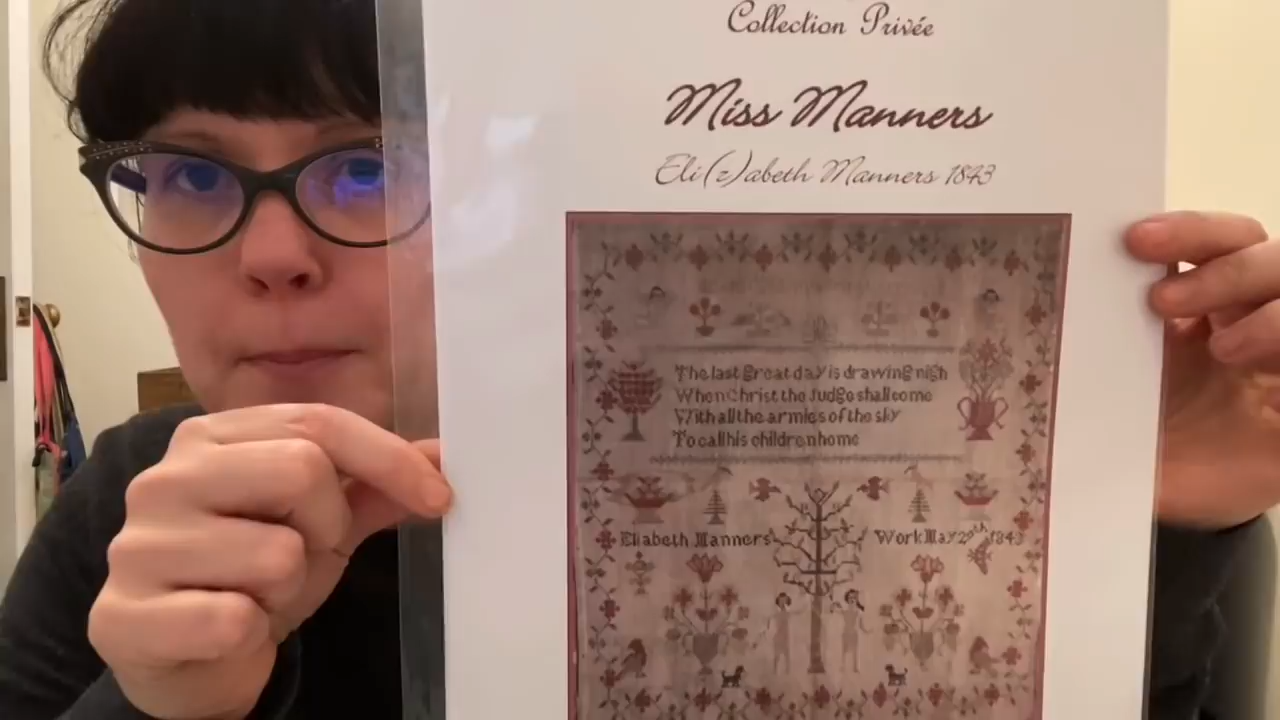 Collection Privée
Miss Manners
Eli(z)abeth Manners 1843
The last great day is drawing nigh
When Christ the Judge shall come
With all the armies of the sky
To call his children home
Eliabeth Manners
Work May 29th 1843